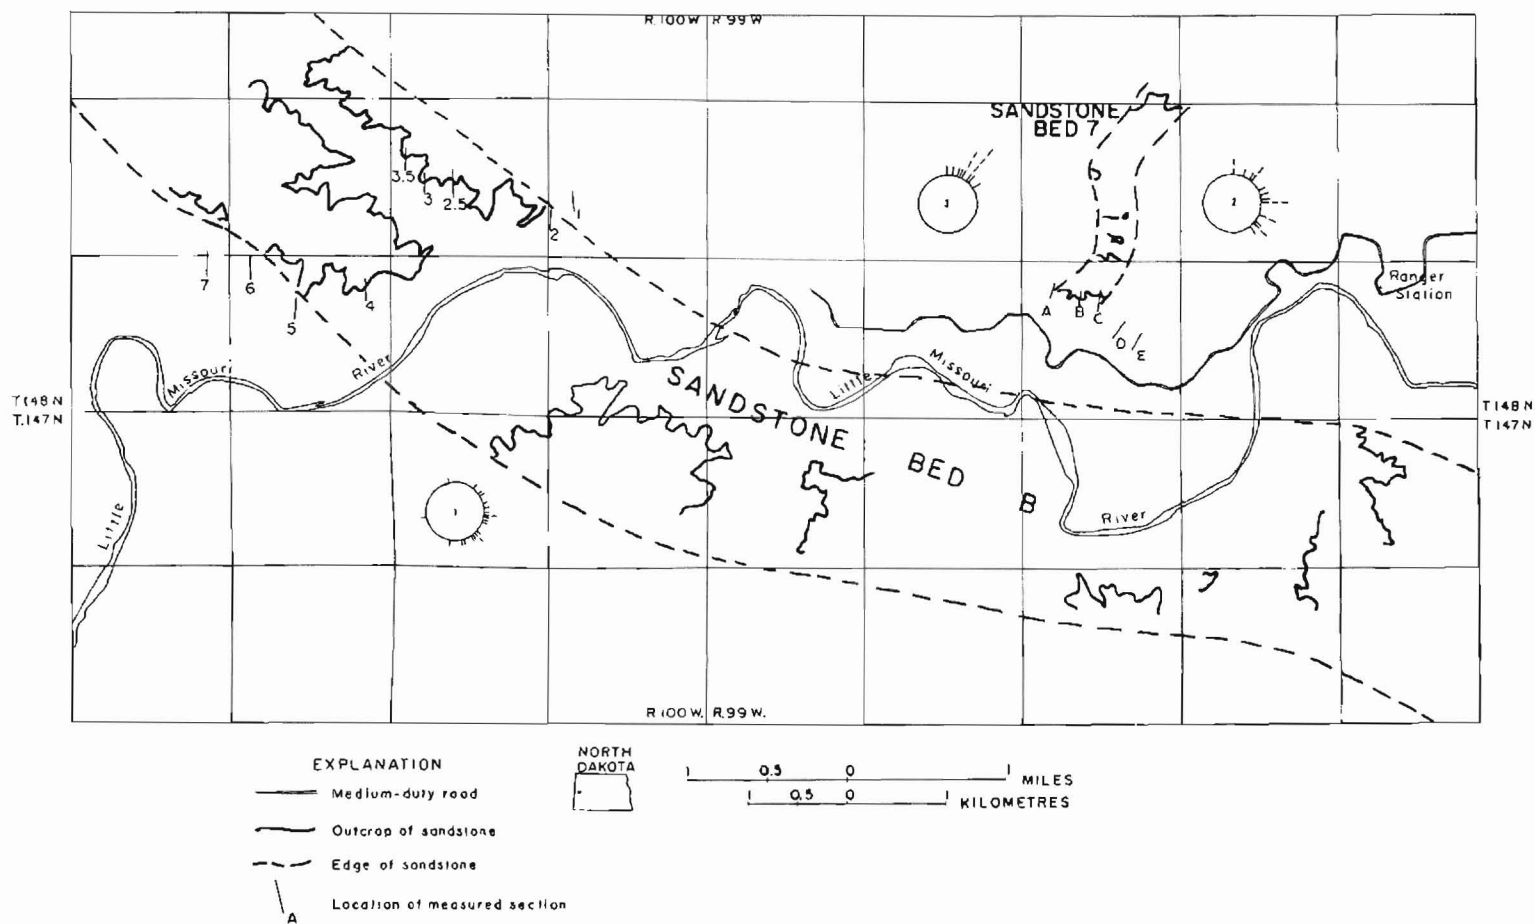 R.100W. R.99W.
SANDSTONE
BED 7
3.5
3
2.5
1
2
3
2
7
6
5
4
A
B
C
D
E
Ranger
Station
Missouri
River
T.148N
T.147N
SANDSTONE
BED
B
Little
Missouri
T.148N
T.147N
1
Little
River
R.100W. R.99W.
EXPLANATION
Medium-duty road
Outcrop of sandstone
Edge of sandstone
A
Location of measured section
NORTH
DAKOTA
1 0.5 0 1 MILES
1 0.5 0 1 KILOMETRES